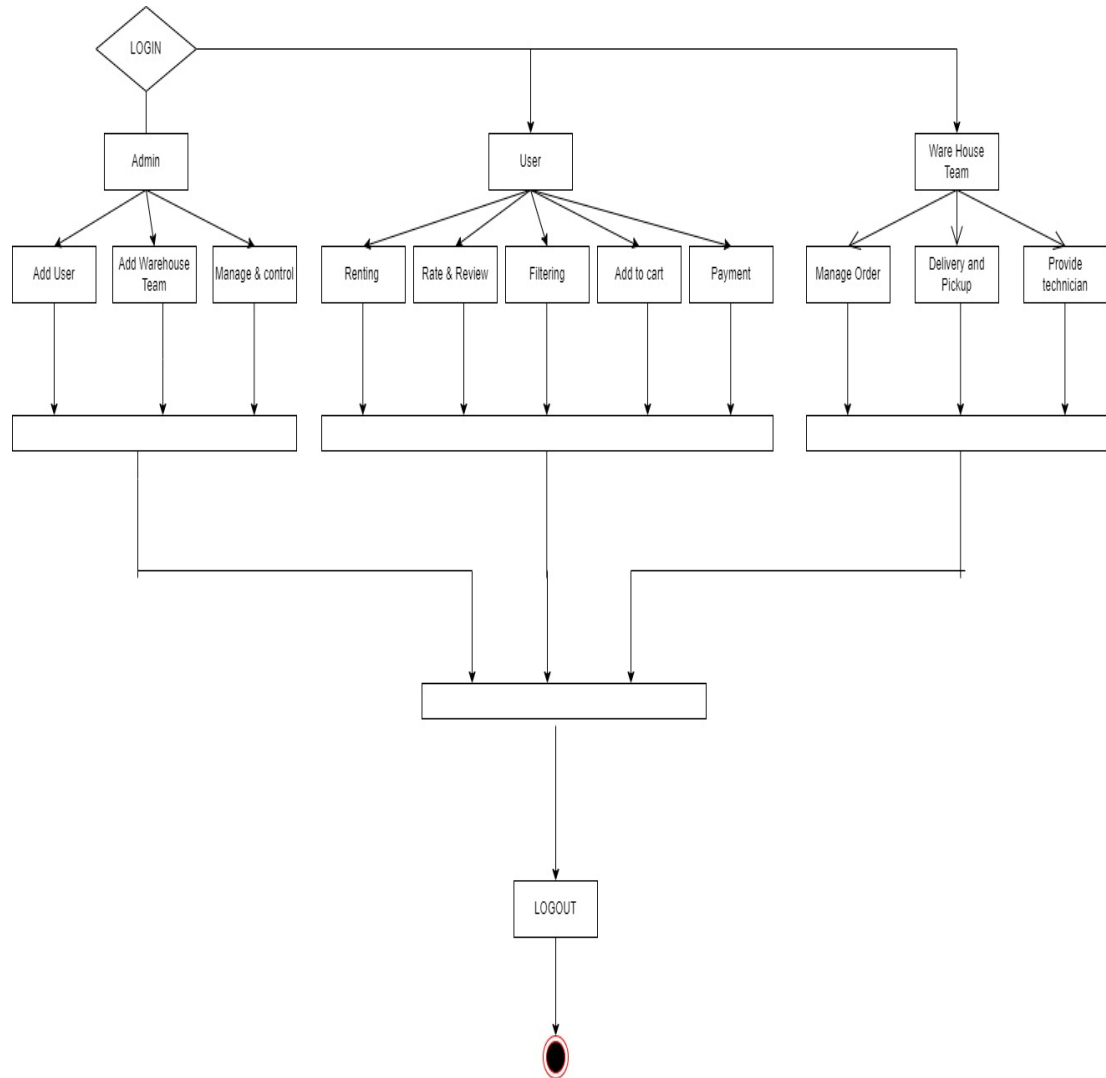 LOGIN
Admin
User
Ware House
Team
Add User
Add Warehouse
Team
Manage & control
Renting
Rate & Review
Filtering
Add to cart
Payment
Manage Order
Delivery and
Pickup
Provide
technician
LOGOUT